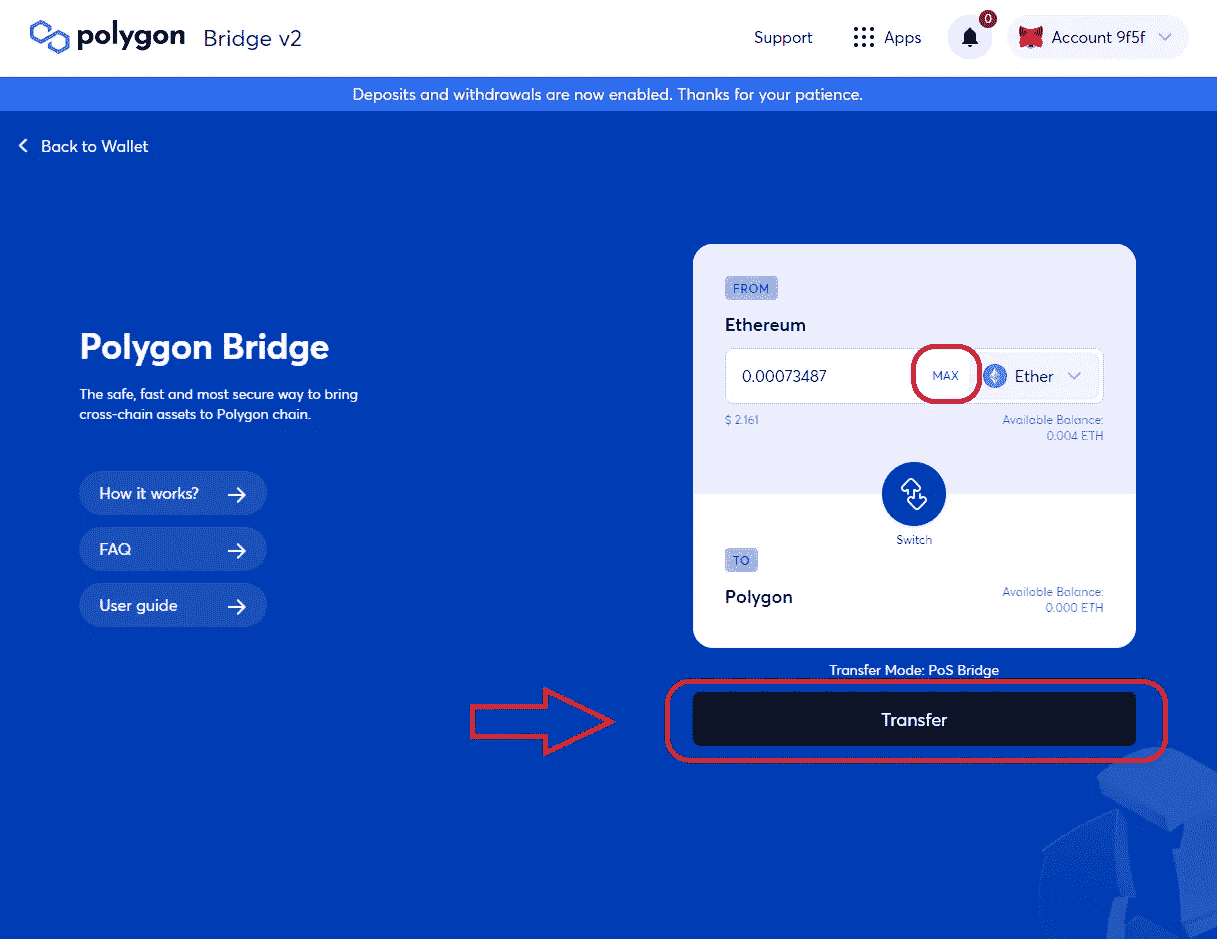 polygon Bridge v2
Support
Apps
0
Account 9f5f
Deposits and withdrawals are now enabled. Thanks for your patience.
Back to Wallet
Polygon Bridge
The safe, fast and most secure way to bring
cross-chain assets to Polygon chain.
How it works?
FAQ
User guide
FROM
Ethereum
0.00073487
MAX
Ether
$ 2.161
Available Balance:
0.004 ETH
Switch
TO
Polygon
Available Balance:
0.000 ETH
Transfer Mode: PoS Bridge
Transfer